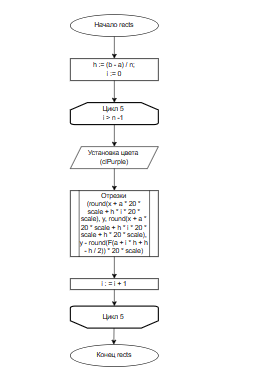 Начало rects
h := (b - a) / n;
i := 0
Цикл 5
i > n -1
Установка цвета
(clPurple)
Отрезки
(round(x + a * 20 *
scale + h * i * 20 *
scale), y, round(x + a *
20 * scale + h * i * 20 *
scale + h * 20 * scale),
y - round(F(a + i * h + h
- h / 2)) * 20 * scale)
i := i + 1
Цикл 5
Конец rects